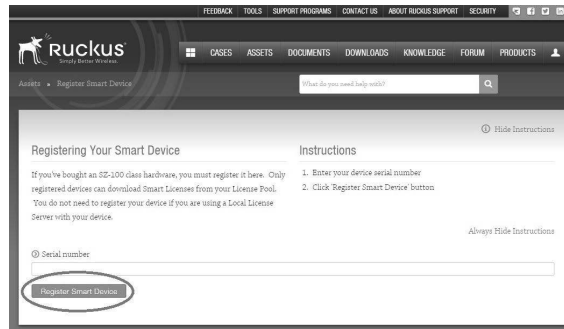 FEEDBACK TOOLS SUPPORT PROGRAMS CONTACT US ABOUT RUCKUS SUPPORT SECURITY
Ruckus
Simply Better Wireless.
CASES ASSETS DOCUMENTS DOWNLOADS KNOWLEDGE FORUM PRODUCTS
Assets Register Smart Device
What do you need help with?
Hide Instructions
Registering Your Smart Device
If you've bought an SZ-100 class hardware, you must register it here. Only
registered devices can download Smart Licenses from your License Pool.
You do not need to register your device if you are using a Local License
Server with your device.
Instructions
1. Enter your device serial number
2. Click 'Register Smart Device' button
Always Hide Instructions
Serial number
Register Smart Device